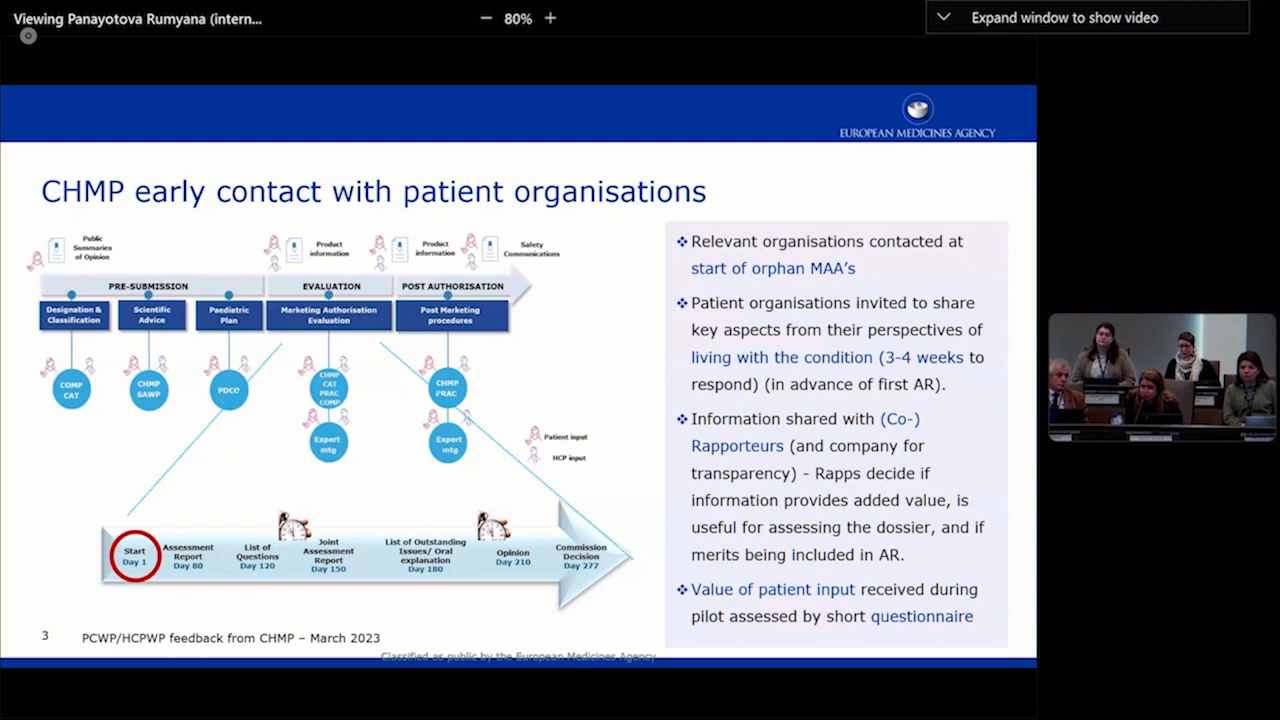 Viewing Panayotova Rumyana (intern...
80%
Expand window to show video
EUROPEAN MEDICINES AGENCY
CHMP early contact with patient organisations
Public
Summaries
of Opinion
Product
information
Product
information
Safety
Communications
PRE-SUBMISSION
EVALUATION
POST AUTHORISATION
Designation &
Classification
Scientific
Advice
Paediatric
Plan
Marketing Authorisation
Evaluation
Post Marketing
procedures
COMP
CAT
CHMP
SAWP
PDCO
CHMP
CAT
PRAC
COMP
CHMP
PRAC
Expert
mtg
Expert
mtg
Patient input
HCP input
Start
Day 1
Assessment
Report
Day 80
List of
Questions
Day 120
Joint
Assessment
Report
Day 150
List of Outstanding
Issues/ Oral
explanation
Day 180
Opinion
Day 210
Commission
Decision
Day 277
Relevant organisations contacted at
start of orphan MAA's
Patient organisations invited to share
key aspects from their perspectives of
living with the condition (3-4 weeks to
respond) (in advance of first AR).
Information shared with (Co-)
Rapporteurs (and company for
transparency) - Rapps decide if
information provides added value, is
useful for assessing the dossier, and if
merits being included in AR.
Value of patient input received during
pilot assessed by short questionnaire
3
PCWP/HCPWP feedback from CHMP – March 2023
Classified as public by the European Medicines Agency